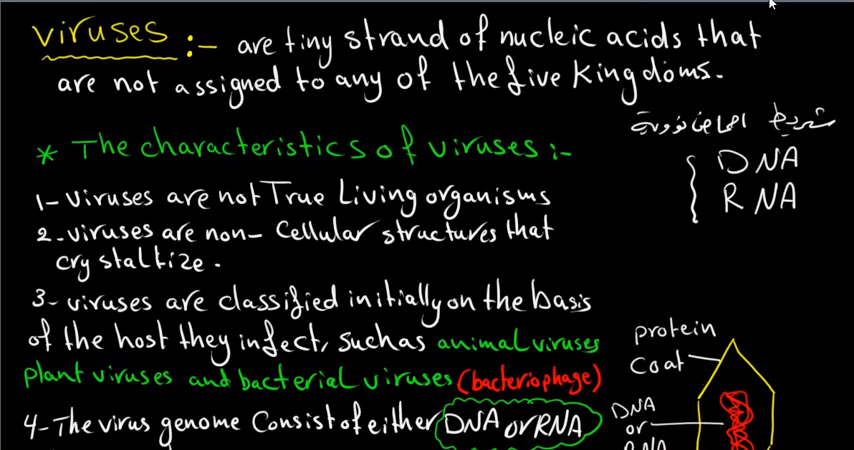 viruses :- are tiny strand of nucleic acids that
are not assigned to any of the five Kingdoms.
شريط احماض نووية
* The characteristics of viruses :-
DNA
RNA
1- viruses are not True Living organisms
2- viruses are non- Cellular structures that
crystallize.
3- viruses are classified initially on the basis
of the host they infect, such as animal viruses
plant viruses and bacterial viruses (bacteriophage)
4- The virus genome Consist of either DNA or RNA
protein
Coat
DNA
or
RNA